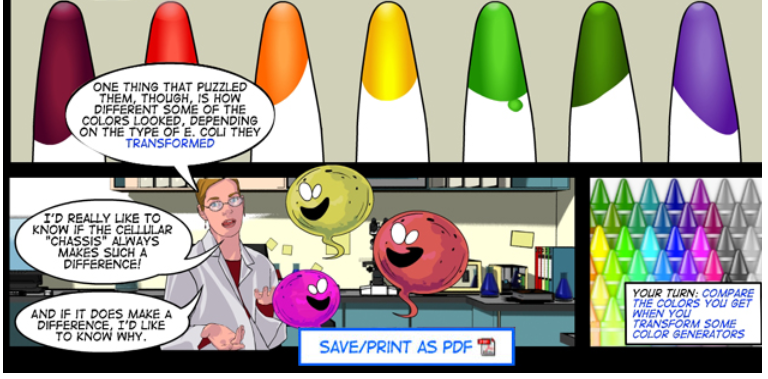 ONE THING THAT PUZZLED
THEM, THOUGH, IS HOW
DIFFERENT SOME OF THE
COLORS LOOKED, DEPENDING
ON THE TYPE OF E. COLI THEY
TRANSFORMED
I'D REALLY LIKE TO
KNOW IF THE CELLULAR
"CHASSIS" ALWAYS
MAKES SUCH A
DIFFERENCE!
AND IF IT DOES MAKE A
DIFFERENCE, I'D LIKE
TO KNOW WHY.
YOUR TURN: COMPARE
THE COLORS YOU GET
WHEN YOU
TRANSFORM SOME
COLOR GENERATORS
SAVE/PRINT AS PDF